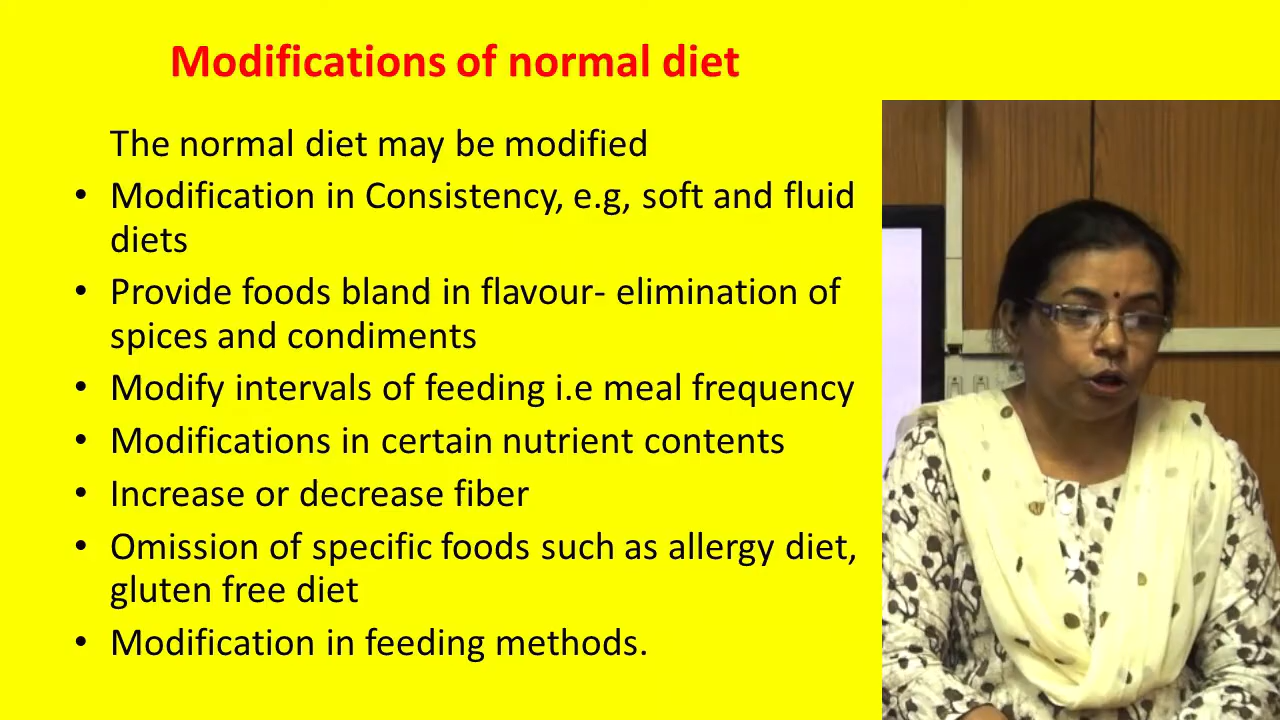 Modifications of normal diet
The normal diet may be modified
• Modification in Consistency, e.g, soft and fluid
diets
• Provide foods bland in flavour- elimination of
spices and condiments
• Modify intervals of feeding i.e meal frequency
• Modifications in certain nutrient contents
• Increase or decrease fiber
• Omission of specific foods such as allergy diet,
gluten free diet
• Modification in feeding methods.